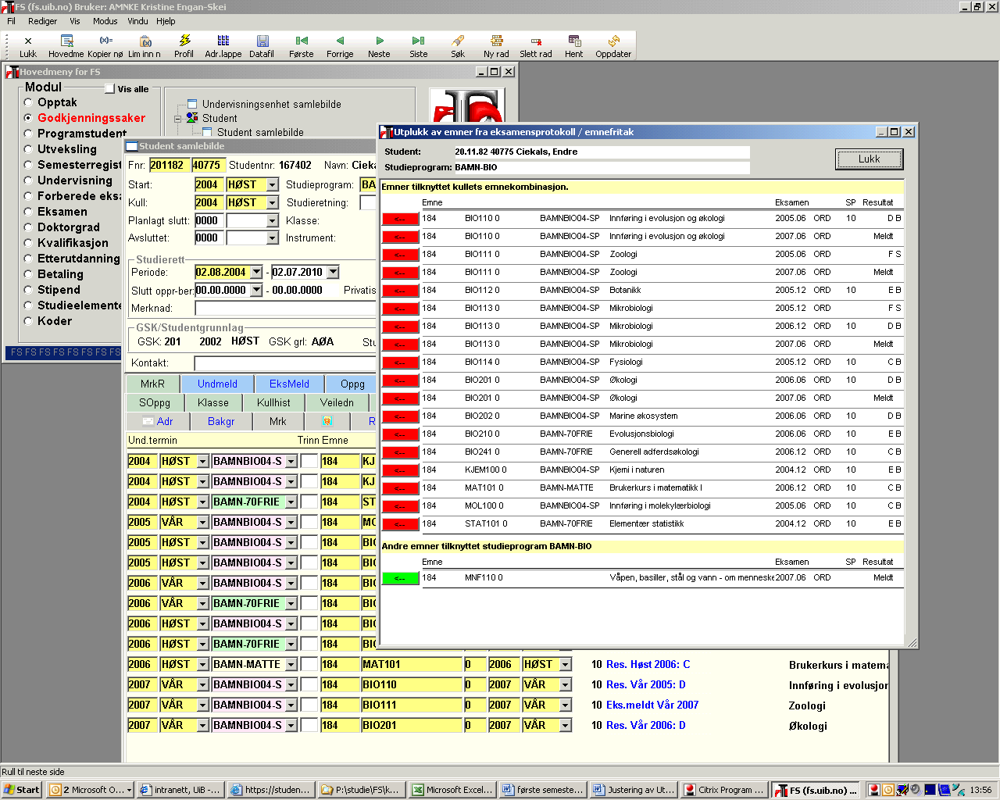 FS (fs.uib.no) Bruker: AMNKE Kristine Engan-Skei
Fil Rediger Vis Modus Vindu Hjelp
Lukk Hovedme Kopier nø Lim inn n Profil Adr.lappe Datafil Første Forrige Neste Siste Søk Ny rad Slett rad Hent Oppdater
Hovedmeny for FS
Modul Vis alle
Opptak
Godkjenningssaker
Programstudent
Utveksling
Semesterregist
Undervisning
Forberede eksa
Eksamen
Doktorgrad
Kvalifikasjon
Etterutdanning
Betaling
Stipend
Studieelemente
Koder
FS FS FS FS FS FS FS FS
Undervisningsenhet samlebilde
Student
Student samlebilde
Student samlebilde
Fnr: 201182 40775 Studentnr: 167402 Navn: Cieka
Start: 2004 HØST Studieprogram: BA
Kull: 2004 HØST Studieretning:
Planlagt slutt: 0000 Klasse:
Avsluttet: 0000 Instrument:
Studierett
Periode: 02.08.2004 - 02.07.2010
Slutt oppr-ber: 00.00.0000 - 00.00.0000 Privatis
Merknad:
GSK/Studentgrunnlag
GSK: 201 2002 HØST GSK grl: AØA Stu
Kontakt:
MrkR Undmeld EksMeld Oppg
SOppg Klasse Kullhist Veiledn
Adr Bakgr Mrk R
Und.termin Trinn Emne
2004 HØST BAMNBIO04-S 184 KJ
2004 HØST BAMNBIO04-S 184 KJ
2004 HØST BAMN-70FRIE 184 ST
2005 VÅR BAMNBIO04-S 184 MO
2005 HØST BAMNBIO04-S 184 BIO
2005 HØST BAMNBIO04-S 184 BIO
2006 VÅR BAMNBIO04-S 184 BIO
2006 VÅR BAMN-70FRIE 184 BIO
2006 HØST BAMNBIO04-S 184 BIO
2006 HØST BAMN-70FRIE 184 BIO
2006 HØST BAMN-MATTE 184 MAT101 0 2006 HØST 10 Res. Høst 2006: C Brukerkurs i matema
2007 VÅR BAMNBIO04-S 184 BIO110 0 2007 VÅR 10 Res. Vår 2005: D Innføring i evolusjor
2007 VÅR BAMNBIO04-S 184 BIO111 0 2007 VÅR 10 Eks.meldt Vår 2007 Zoologi
2007 VÅR BAMNBIO04-S 184 BIO201 0 2007 VÅR 10 Res. Vår 2006: D Økologi
Utplukk av emner fra eksamensprotokoll / emnefritak
Student: 20.11.82 40775 Ciekals, Endre
Lukk
Studieprogram: BAMN-BIO
Emner tilknyttet kullets emnekombinasjon.
Emne Eksamen SP Resultat
<-- 184 BIO110 0 BAMNBIO04-SP Innføring i evolusjon og økologi 2005.06 ORD 10 D B
<-- 184 BIO110 0 BAMNBIO04-SP Innføring i evolusjon og økologi 2007.06 ORD Meldt
<-- 184 BIO111 0 BAMNBIO04-SP Zoologi 2005.06 ORD F S
<-- 184 BIO111 0 BAMNBIO04-SP Zoologi 2007.06 ORD Meldt
<-- 184 BIO112 0 BAMNBIO04-SP Botanikk 2005.12 ORD 10 E B
<-- 184 BIO113 0 BAMNBIO04-SP Mikrobiologi 2005.12 ORD F S
<-- 184 BIO113 0 BAMNBIO04-SP Mikrobiologi 2006.12 ORD 10 D B
<-- 184 BIO113 0 BAMNBIO04-SP Mikrobiologi 2007.06 ORD Meldt
<-- 184 BIO114 0 BAMNBIO04-SP Fysiologi 2005.12 ORD 10 C B
<-- 184 BIO201 0 BAMNBIO04-SP Økologi 2006.06 ORD 10 D B
<-- 184 BIO201 0 BAMNBIO04-SP Økologi 2007.06 ORD Meldt
<-- 184 BIO202 0 BAMNBIO04-SP Marine økosystem 2006.06 ORD 10 D B
<-- 184 BIO210 0 BAMN-70FRIE Evolusjonsbiologi 2006.06 ORD 10 E B
<-- 184 BIO241 0 BAMN-70FRIE Generell adferdsøkologi 2006.12 ORD 10 C B
<-- 184 KJEM100 0 BAMNBIO04-SP Kjemi i naturen 2004.12 ORD 10 E B
<-- 184 MAT101 0 BAMN-MATTE Brukerkurs i matematikk I 2006.12 ORD 10 C B
<-- 184 MOL100 0 BAMNBIO04-SP Innføring i molekylærbiologi 2005.06 ORD 10 C B
<-- 184 STAT101 0 BAMN-70FRIE Elementær statistikk 2004.12 ORD 10 E B
Andre emner tilknyttet studieprogram BAMN-BIO
Emne Eksamen SP Resultat
<-- 184 MNF110 0 Våpen, basiller, stål og vann - om menneske 2007.06 ORD Meldt
Rull til neste side
Start 2 Microsoft O... intranett, UiB -... https://studen... P:\studie\FS\k... Microsoft Excel... første semeste... Justering av Ut... Citrix Program ... FS (fs.uib.no) ... 13:56